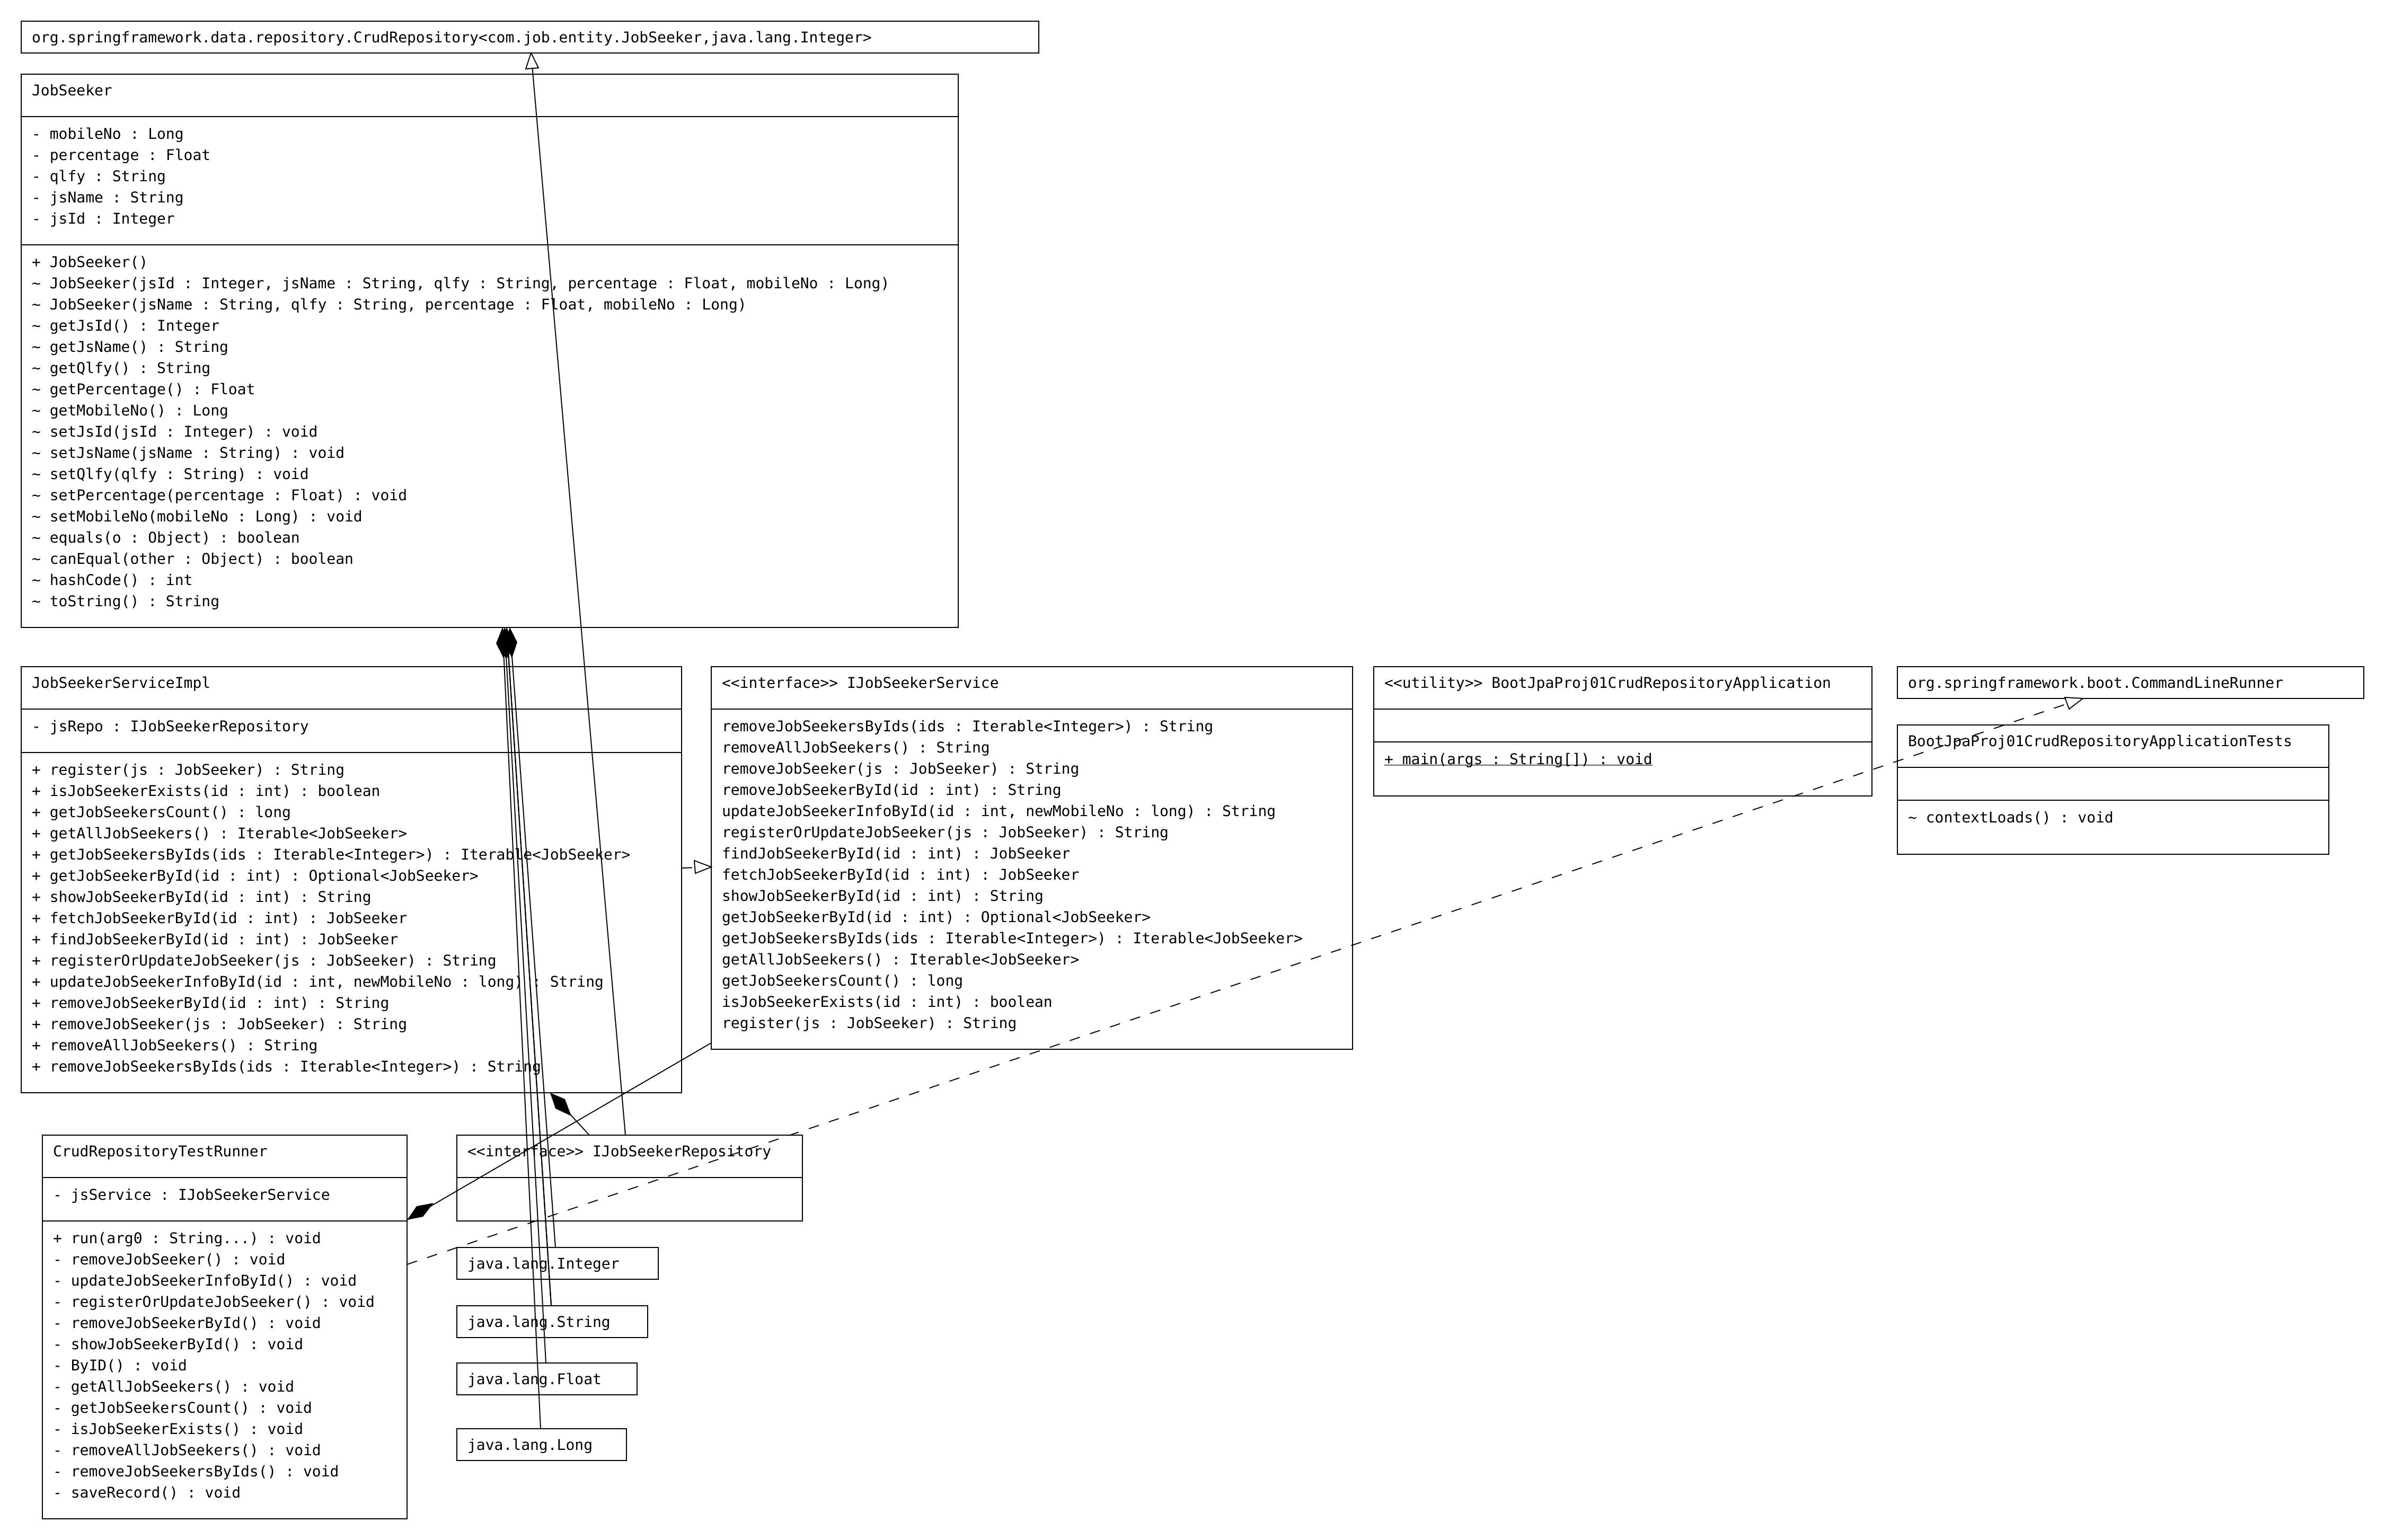 org.springframework.data.repository.CrudRepository<com.job.entity.JobSeeker,java.lang.Integer>
JobSeeker
- mobileNo : Long
- percentage : Float
- qlfy : String
- jsName : String
- jsId : Integer
+ JobSeeker()
~ JobSeeker(jsId : Integer, jsName : String, qlfy : String, percentage : Float, mobileNo : Long)
~ JobSeeker(jsName : String, qlfy : String, percentage : Float, mobileNo : Long)
~ getJsId() : Integer
~ getJsName() : String
~ getQlfy() : String
~ getPercentage() : Float
~ getMobileNo() : Long
~ setJsId(jsId : Integer) : void
~ setJsName(jsName : String) : void
~ setQlfy(qlfy : String) : void
~ setPercentage(percentage : Float) : void
~ setMobileNo(mobileNo : Long) : void
~ equals(o : Object) : boolean
~ canEqual(other : Object) : boolean
~ hashCode() : int
~ toString() : String
JobSeekerServiceImpl
- jsRepo : IJobSeekerRepository
+ register(js : JobSeeker) : String
+ isJobSeekerExists(id : int) : boolean
+ getJobSeekersCount() : long
+ getAllJobSeekers() : Iterable<JobSeeker>
+ getJobSeekersByIds(ids : Iterable<Integer>) : Iterable<JobSeeker>
+ getJobSeekerById(id : int) : Optional<JobSeeker>
+ showJobSeekerById(id : int) : String
+ fetchJobSeekerById(id : int) : JobSeeker
+ findJobSeekerById(id : int) : JobSeeker
+ registerOrUpdateJobSeeker(js : JobSeeker) : String
+ updateJobSeekerInfoById(id : int, newMobileNo : long) : String
+ removeJobSeekerById(id : int) : String
+ removeJobSeeker(js : JobSeeker) : String
+ removeAllJobSeekers() : String
+ removeJobSeekersByIds(ids : Iterable<Integer>) : String
<<interface>> IJobSeekerService
removeJobSeekersByIds(ids : Iterable<Integer>) : String
removeAllJobSeekers() : String
removeJobSeeker(js : JobSeeker) : String
removeJobSeekerById(id : int) : String
updateJobSeekerInfoById(id : int, newMobileNo : long) : String
registerOrUpdateJobSeeker(js : JobSeeker) : String
findJobSeekerById(id : int) : JobSeeker
fetchJobSeekerById(id : int) : JobSeeker
showJobSeekerById(id : int) : String
getJobSeekerById(id : int) : Optional<JobSeeker>
getJobSeekersByIds(ids : Iterable<Integer>) : Iterable<JobSeeker>
getAllJobSeekers() : Iterable<JobSeeker>
getJobSeekersCount() : long
isJobSeekerExists(id : int) : boolean
register(js : JobSeeker) : String
<<utility>> BootJpaProj01CrudRepositoryApplication
+ main(args : String[]) : void
org.springframework.boot.CommandLineRunner
BootJpaProj01CrudRepositoryApplicationTests
~ contextLoads() : void
CrudRepositoryTestRunner
- jsService : IJobSeekerService
+ run(arg0 : String...) : void
- removeJobSeeker() : void
- updateJobSeekerInfoById() : void
- registerOrUpdateJobSeeker() : void
- removeJobSeekerById() : void
- showJobSeekerById() : void
- ByID() : void
- getAllJobSeekers() : void
- getJobSeekersCount() : void
- isJobSeekerExists() : void
- removeAllJobSeekers() : void
- removeJobSeekersByIds() : void
- saveRecord() : void
<<interface>> IJobSeekerRepository
java.lang.Integer
java.lang.String
java.lang.Float
java.lang.Long